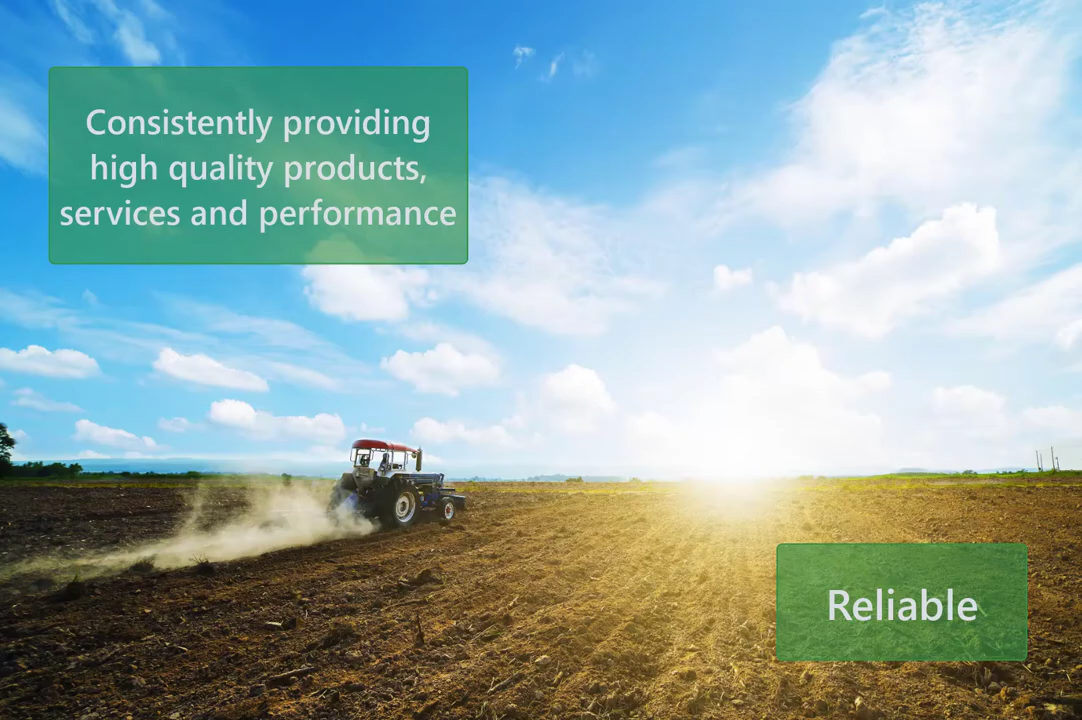 Consistently providing
high quality products,
services and performance
Reliable